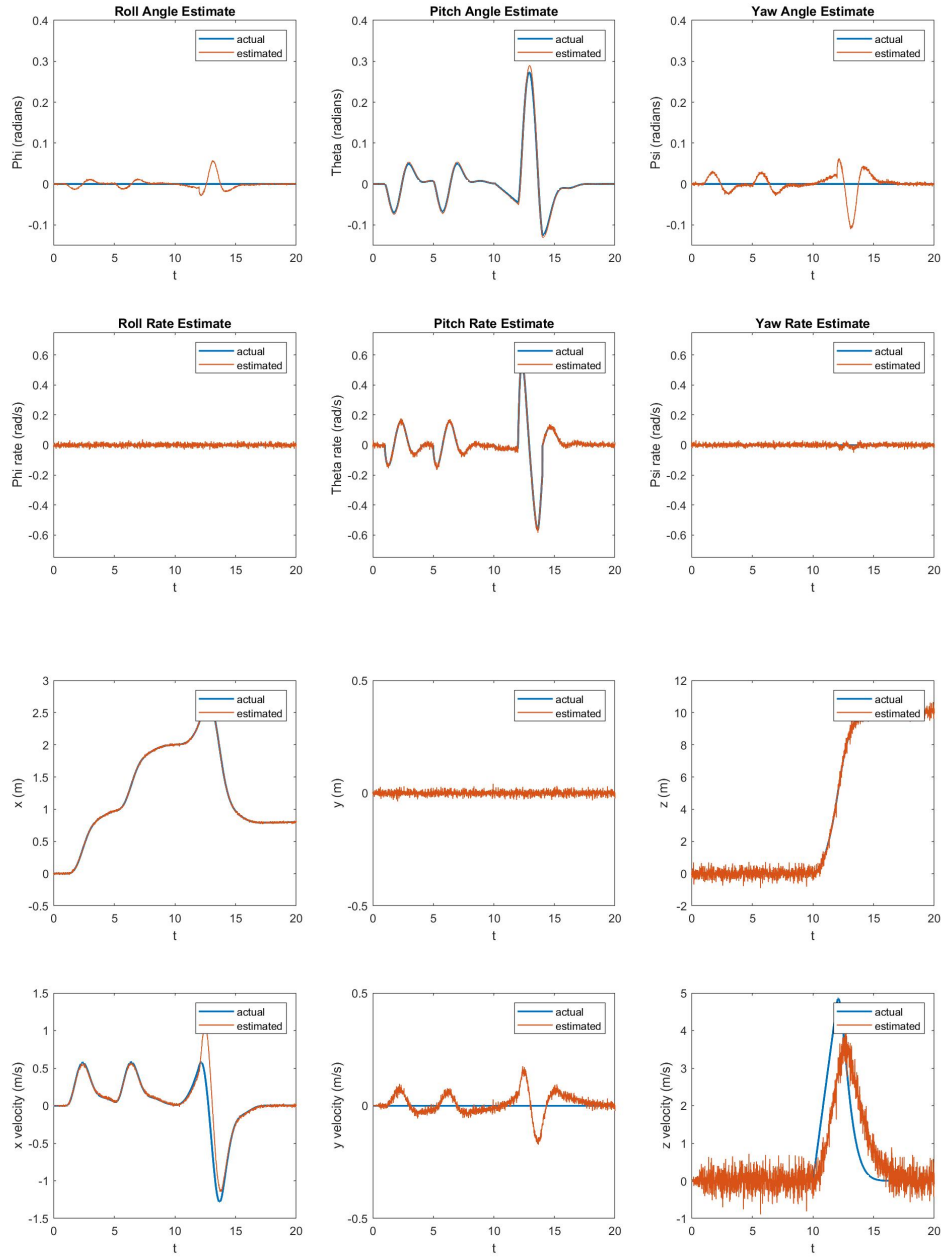 Roll Angle Estimate
0.4
0.3
0.2
0.1
0
-0.1
Phi (radians)
actual
estimated
0 5 10 15 20
t
Pitch Angle Estimate
0.4
0.3
0.2
0.1
0
-0.1
Theta (radians)
actual
estimated
0 5 10 15 20
t
Yaw Angle Estimate
0.4
0.3
0.2
0.1
0
-0.1
Psi (radians)
actual
estimated
0 5 10 15 20
t
Roll Rate Estimate
0.6
0.4
0.2
0
-0.2
-0.4
-0.6
Phi rate (rad/s)
actual
estimated
0 5 10 15 20
t
Pitch Rate Estimate
0.6
0.4
0.2
0
-0.2
-0.4
-0.6
Theta rate (rad/s)
actual
estimated
0 5 10 15 20
t
Yaw Rate Estimate
0.6
0.4
0.2
0
-0.2
-0.4
-0.6
Psi rate (rad/s)
actual
estimated
0 5 10 15 20
t
3
2.5
2
1.5
1
0.5
0
-0.5
x (m)
actual
estimated
0 5 10 15 20
t
0.5
0
-0.5
y (m)
actual
estimated
0 5 10 15 20
t
12
10
8
6
4
2
0
-2
z (m)
actual
estimated
0 5 10 15 20
t
1.5
1
0.5
0
-0.5
-1
-1.5
x velocity (m/s)
actual
estimated
0 5 10 15 20
t
0.5
0
-0.5
y velocity (m/s)
actual
estimated
0 5 10 15 20
t
5
4
3
2
1
0
-1
z velocity (m/s)
actual
estimated
0 5 10 15 20
t